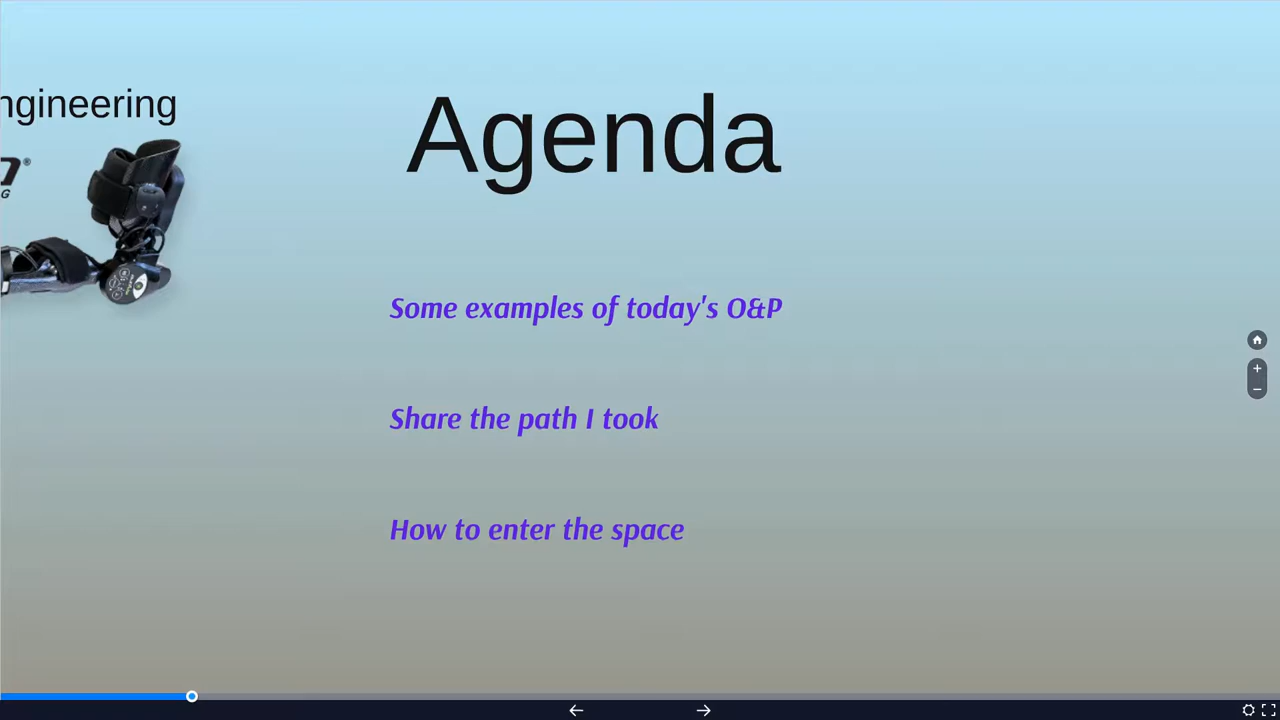 ngineering
Agenda
Some examples of today's O&P
Share the path I took
How to enter the space